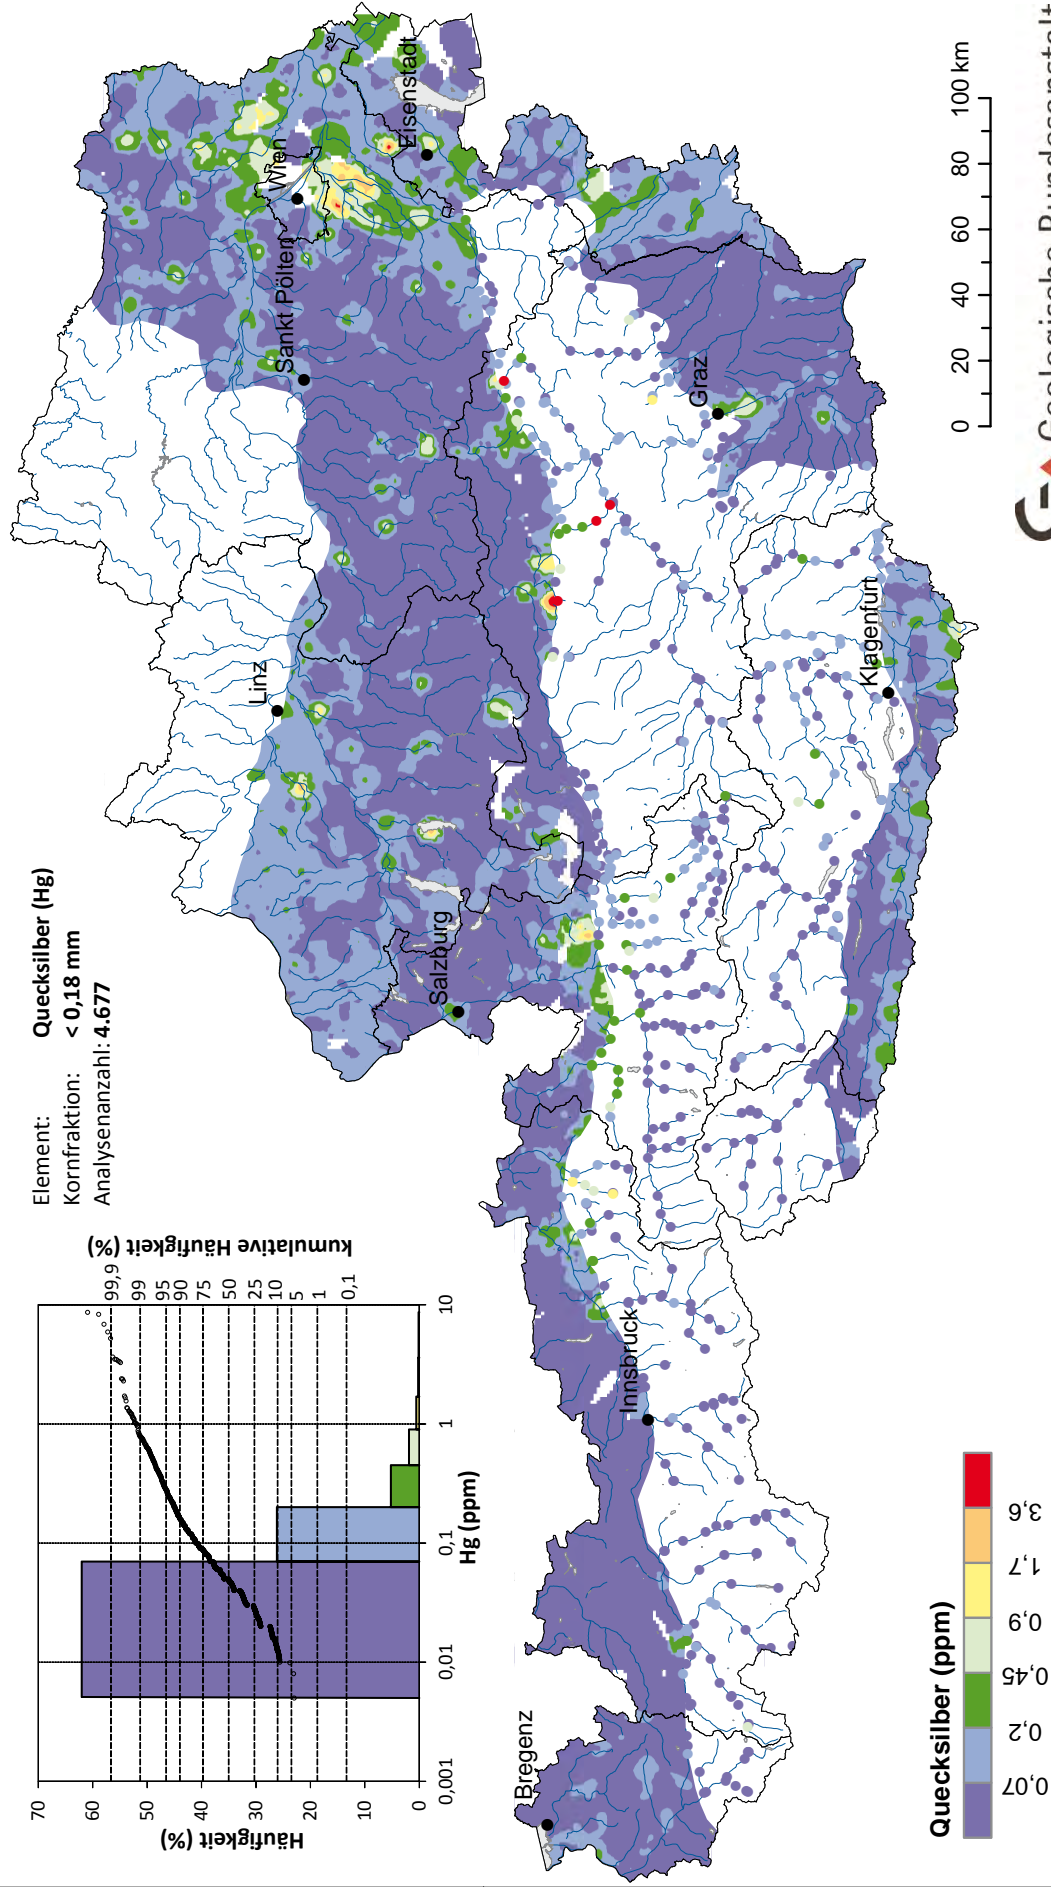 Element: Quecksilber (Hg)
Kornfraktion: < 0,18 mm
Analysenanzahl: 4.677
Häufigkeit (%)
70
60
50
40
30
20
10
0
kumulative Häufigkeit (%)
99,9
99
95
90
75
50
25
10
5
1
0,1
0,001
0,01
0,1
1
10
Hg (ppm)
Linz
Wien
Sankt Pölten
Eisenstadt
Salzburg
Bregenz
Innsbruck
Graz
Klagenfurt
Quecksilber (ppm)
0,07
0,2
0,45
0,9
1,7
3,6
0 20 40 60 80 100 km
Geologische Bundesanstalt